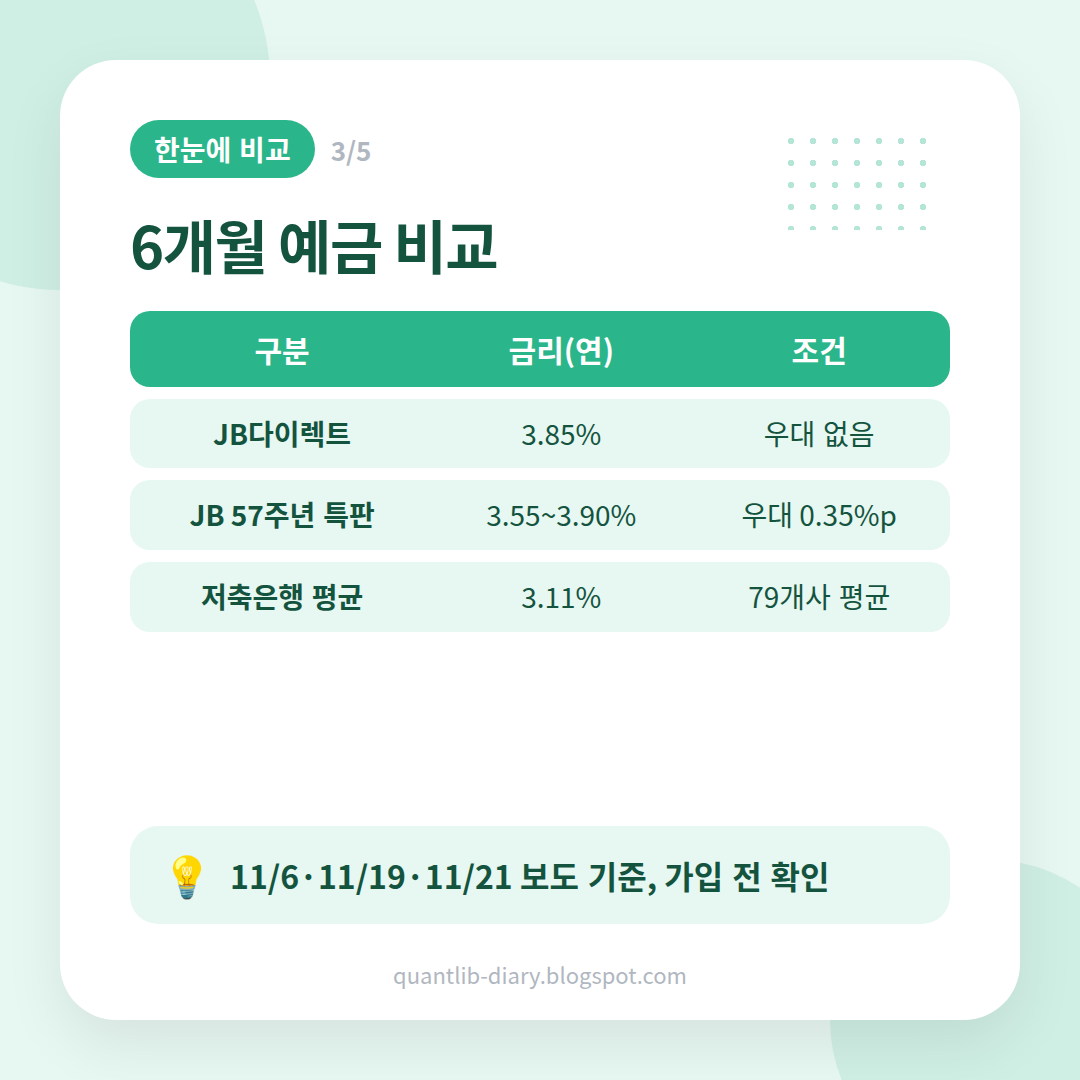 한눈에 비교 3/5
6개월 예금 비교
구분 금리(연) 조건
JB다이렉트 3.85% 우대 없음
JB 57주년 특판 3.55~3.90% 우대 0.35%p
저축은행 평균 3.11% 79개사 평균
💡 11/6·11/19·11/21 보도 기준, 가입 전 확인
quantlib-diary.blogspot.com